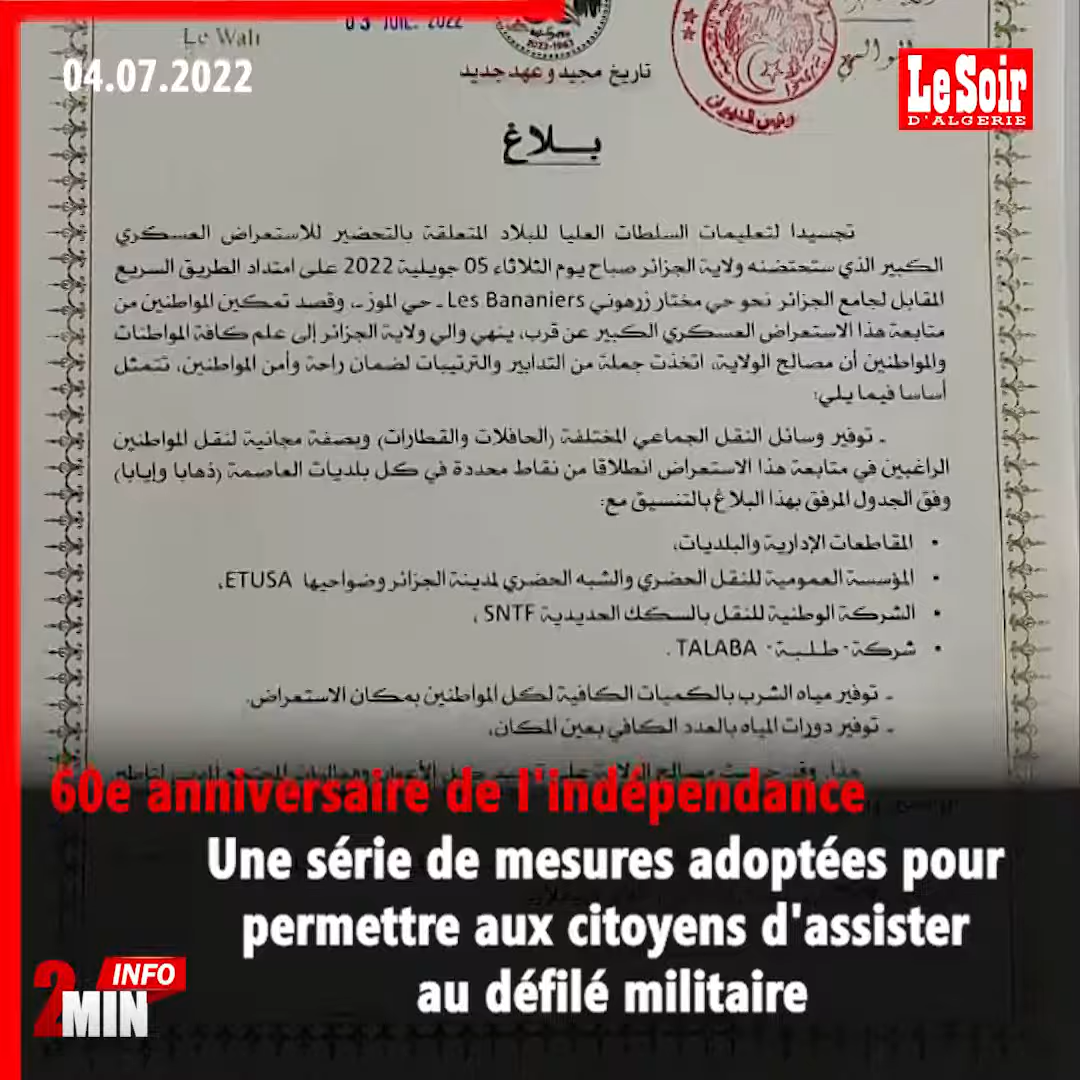 03 JUIL. 2022
Le Wali
04.07.2022
تاريخ مجيد وعهد جديد
Le Soir
D'ALGERIE
رئيس الديوان
بـــلاغ
تجسيدا لتعليمات السلطات العليا للبلاد المتعلقة بالتحضير للاستعراض العسكري
الكبير الذي ستحتضنه ولاية الجزائر صباح يوم الثلاثاء 05 جويلية 2022 على امتداد الطريق السريع
المقابل لجامع الجزائر نحو حي مختار زرهوني Les Bananiers ـ حي الموز ـ، وقصد تمكين المواطنين من
متابعة هذا الاستعراض العسكري الكبير عن قرب، ينهي والي ولاية الجزائر إلى علم كافة المواطنات
والمواطنين أن مصالح الولاية، اتخذت جملة من التدابير والترتيبات لضمان راحة وأمن المواطنين، تتمثل
أساسا فيما يلي:
ـ توفير وسائل النقل الجماعي المختلفة (الحافلات والقطارات) وبصفة مجانية لنقل المواطنين
الراغبين في متابعة هذا الاستعراض انطلاقا من نقاط محددة في كل بلديات العاصمة (ذهابا وإيابا)
وفق الجدول المرفق بهذا البلاغ بالتنسيق مع:
• المقاطعات الإدارية والبلديات،
• المؤسسة العمومية للنقل الحضري والشبه الحضري لمدينة الجزائر وضواحيها ETUSA،
• الشركة الوطنية للنقل بالسكك الحديدية SNTF ،
• شركة - طلبة - TALABA .
ـ توفير مياه الشرب بالكميات الكافية لكل المواطنين بمكان الاستعراض.
ـ توفير دورات المياه بالعدد الكافي بعين المكان،
60e anniversaire de l'indépendance
Une série de mesures adoptées pour
permettre aux citoyens d'assister
au défilé militaire
2 INFO
MIN